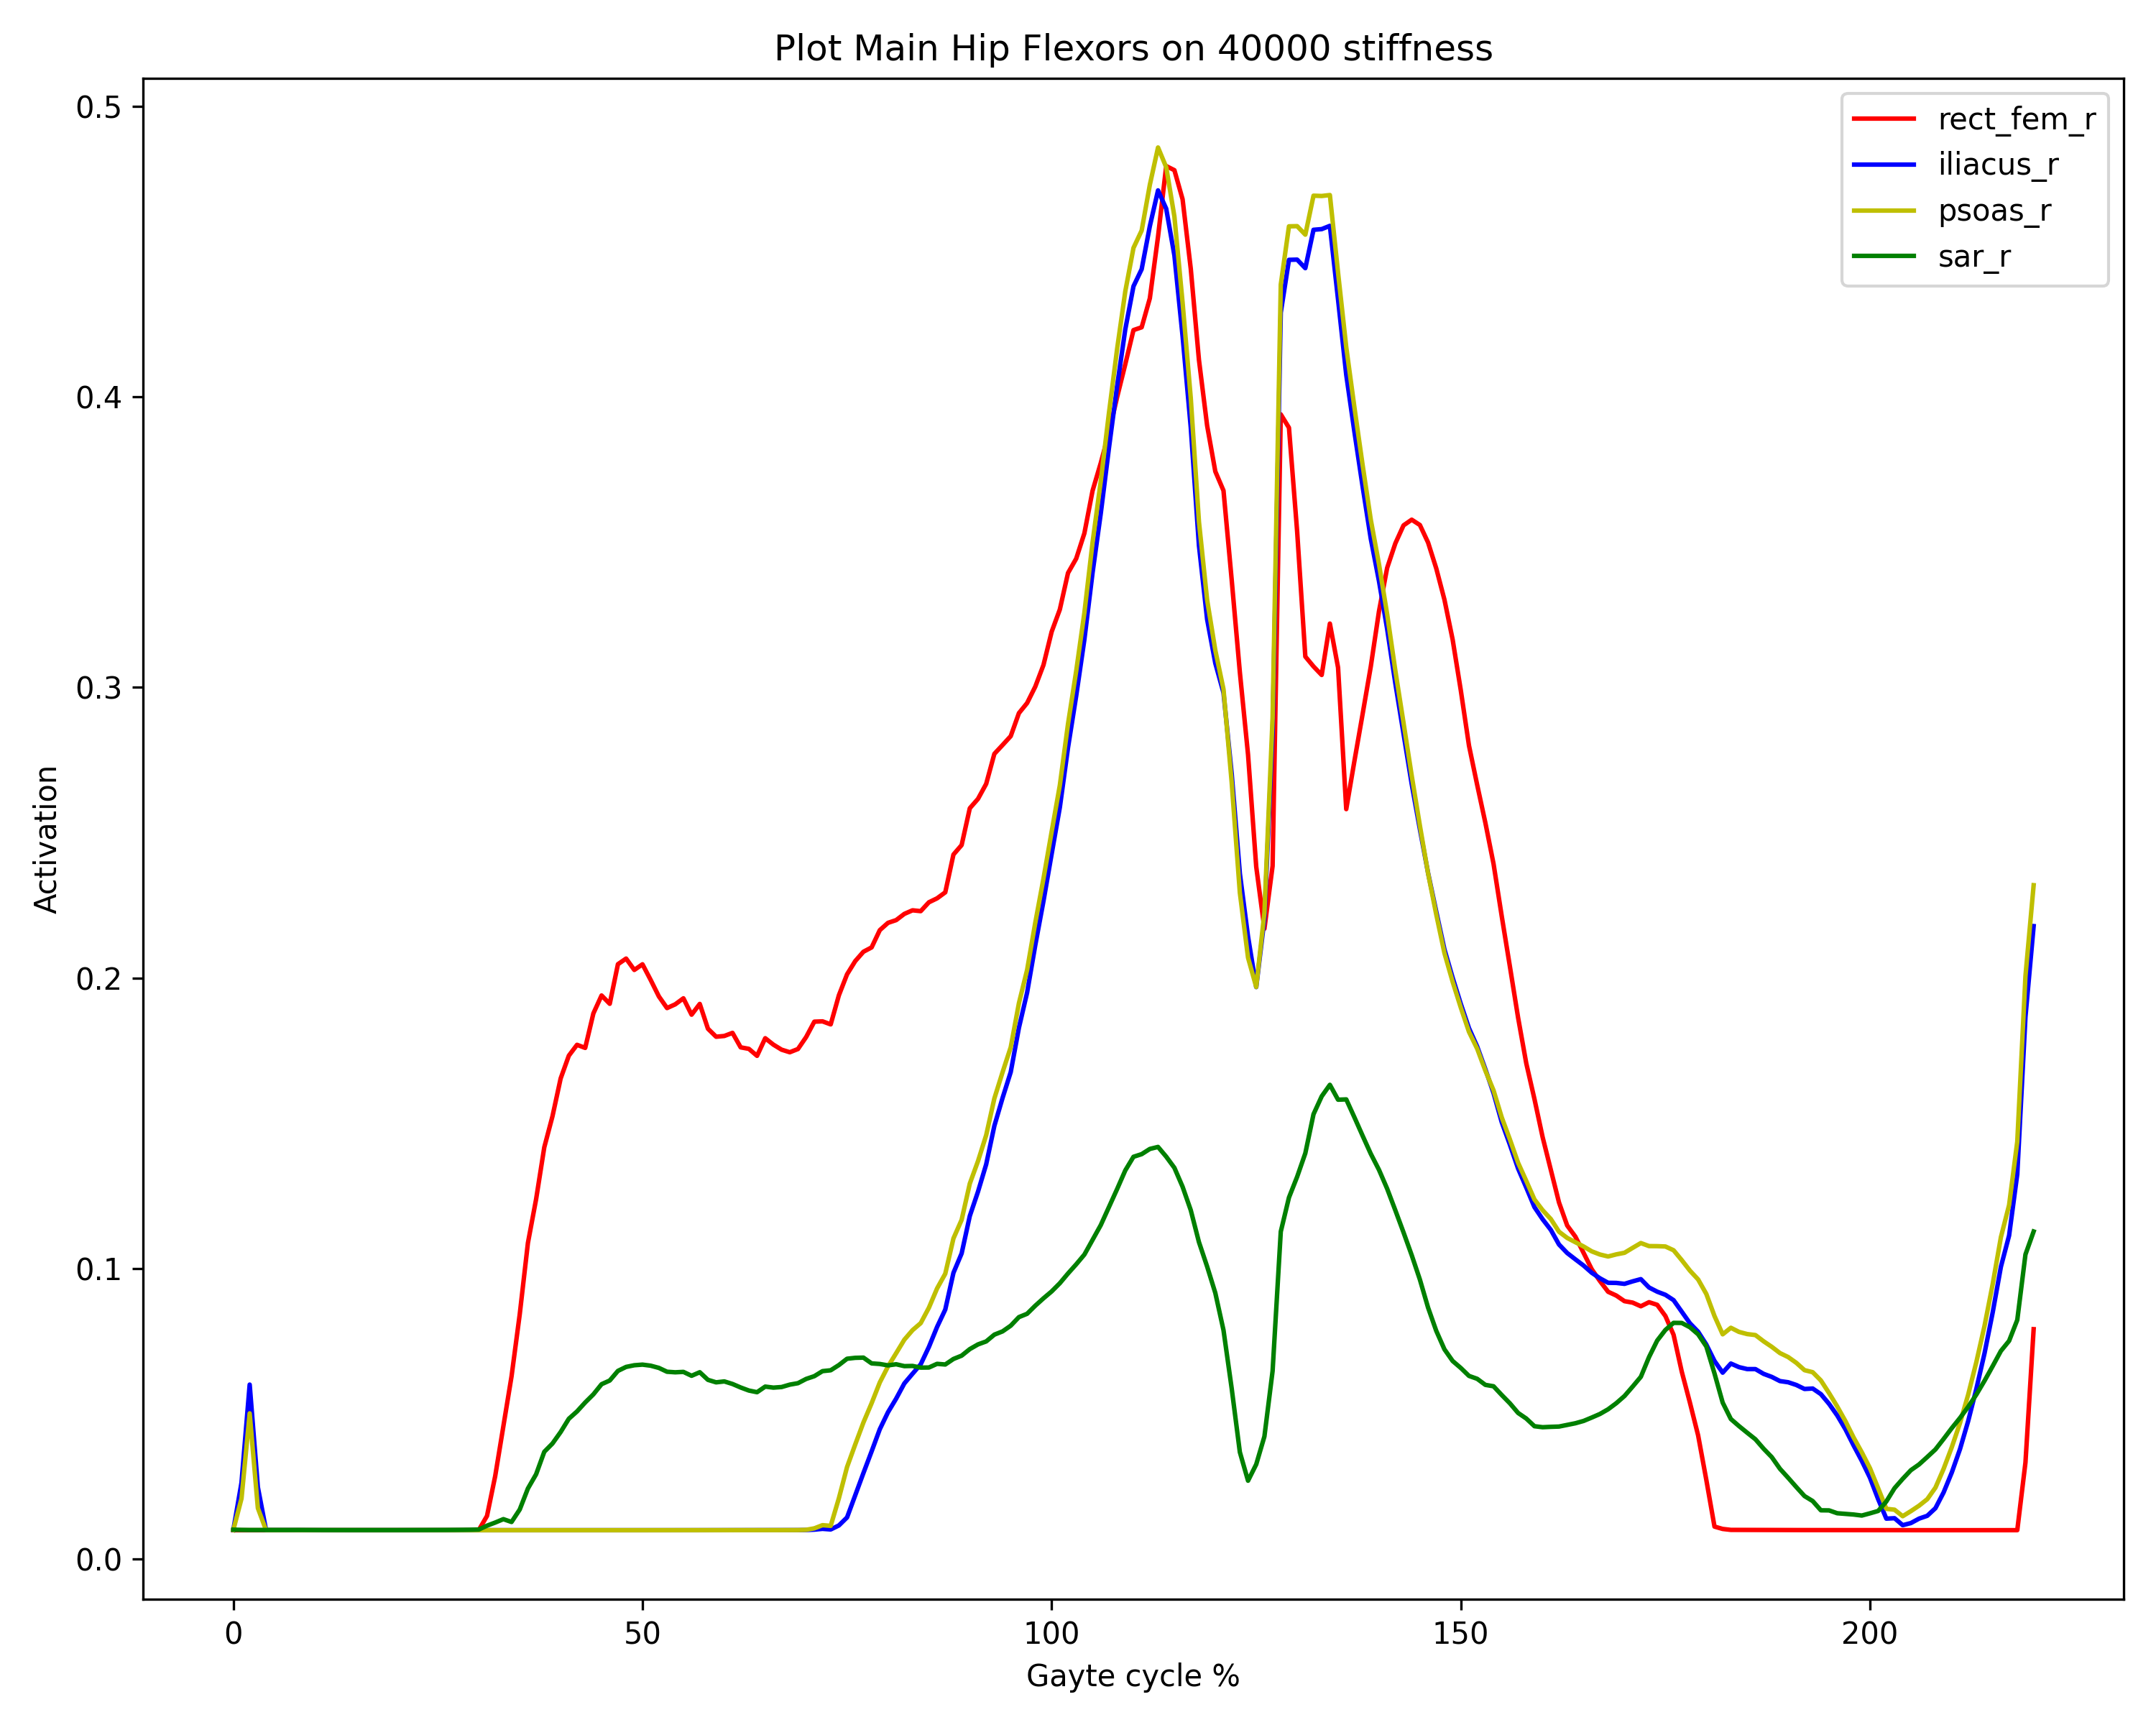 Plot Main Hip Flexors on 40000 stiffness
0.5
0.4
0.3
0.2
0.1
0.0
Activation
rect_fem_r
iliacus_r
psoas_r
sar_r
0 50 100 150 200
Gayte cycle %